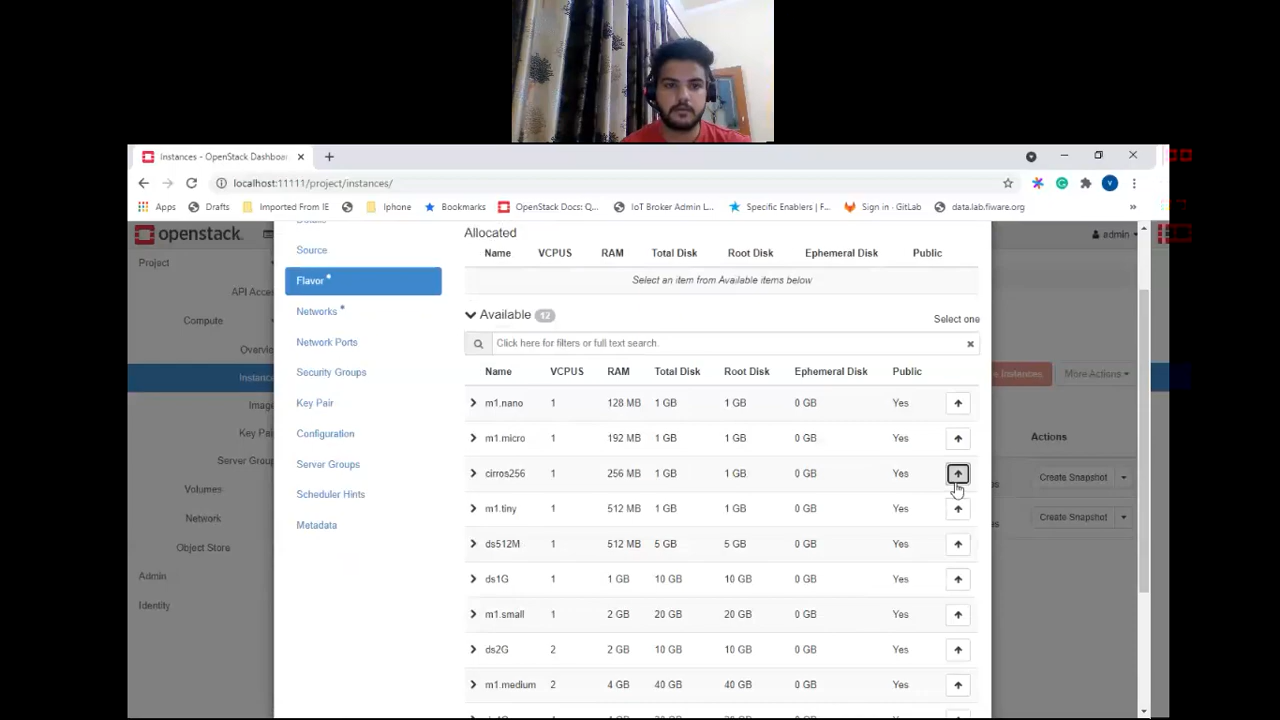 Instances - OpenStack Dashboa
localhost:11111/project/instances/
Apps Drafts Imported From IE Iphone Bookmarks OpenStack Docs: Q... IoT Broker Admin L... Specific Enablers | F... Sign in · GitLab data.lab.fiware.org »
openstack. admin
Project
API Acce
Compute
Overvi
Instanc
Imag
Key Pai
Server Group
Volumes
Network
Object Store
Admin
Identity
Source
Flavor *
Networks *
Network Ports
Security Groups
Key Pair
Configuration
Server Groups
Scheduler Hints
Metadata
Allocated
Name VCPUS RAM Total Disk Root Disk Ephemeral Disk Public
Select an item from Available items below
Available 12 Select one
Click here for filters or full text search.
Name VCPUS RAM Total Disk Root Disk Ephemeral Disk Public
m1.nano 1 128 MB 1 GB 1 GB 0 GB Yes
m1.micro 1 192 MB 1 GB 1 GB 0 GB Yes
cirros256 1 256 MB 1 GB 1 GB 0 GB Yes
m1.tiny 1 512 MB 1 GB 1 GB 0 GB Yes
ds512M 1 512 MB 5 GB 5 GB 0 GB Yes
ds1G 1 1 GB 10 GB 10 GB 0 GB Yes
m1.small 1 2 GB 20 GB 20 GB 0 GB Yes
ds2G 2 2 GB 10 GB 10 GB 0 GB Yes
m1.medium 2 4 GB 40 GB 40 GB 0 GB Yes
e Instances More Actions
Actions
es Create Snapshot
es Create Snapshot